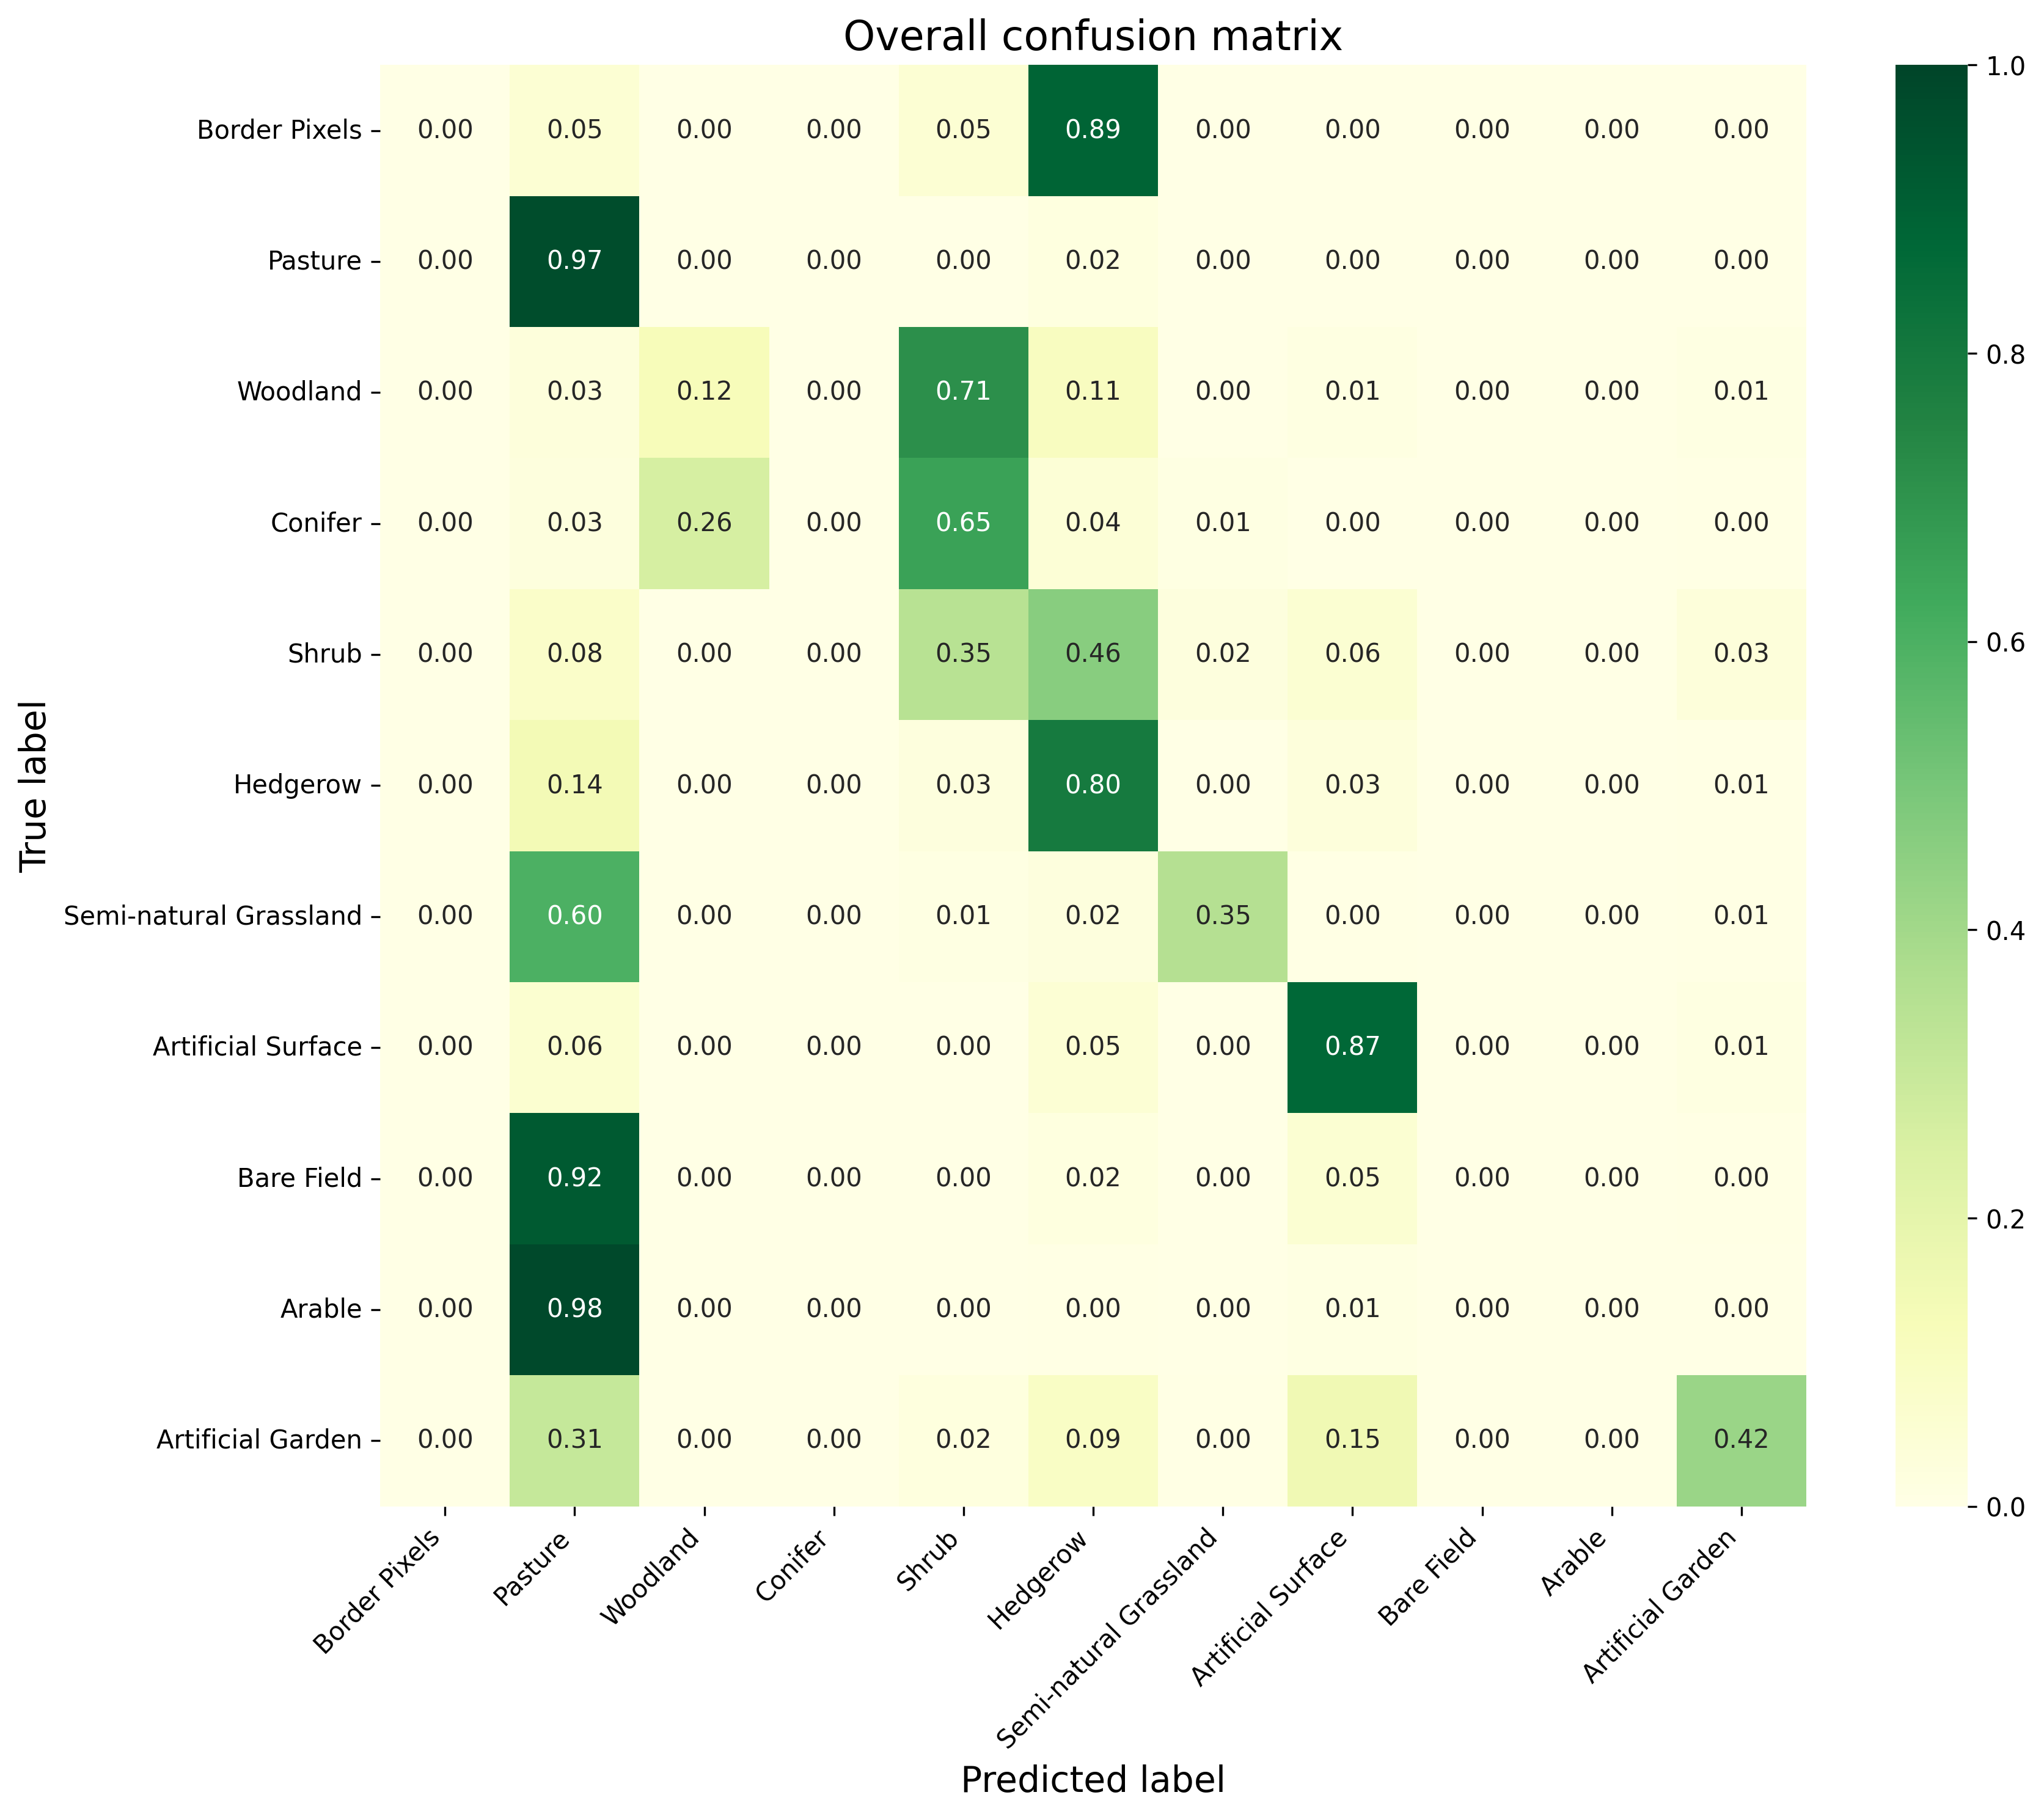 Overall confusion matrix
Border Pixels 0.00 0.05 0.00 0.00 0.05 0.89 0.00 0.00 0.00 0.00 0.00
Pasture 0.00 0.97 0.00 0.00 0.00 0.02 0.00 0.00 0.00 0.00 0.00
Woodland 0.00 0.03 0.12 0.00 0.71 0.11 0.00 0.01 0.00 0.00 0.01
Conifer 0.00 0.03 0.26 0.00 0.65 0.04 0.01 0.00 0.00 0.00 0.00
Shrub 0.00 0.08 0.00 0.00 0.35 0.46 0.02 0.06 0.00 0.00 0.03
Hedgerow 0.00 0.14 0.00 0.00 0.03 0.80 0.00 0.03 0.00 0.00 0.01
Semi-natural Grassland 0.00 0.60 0.00 0.00 0.01 0.02 0.35 0.00 0.00 0.00 0.01
Artificial Surface 0.00 0.06 0.00 0.00 0.00 0.05 0.00 0.87 0.00 0.00 0.01
Bare Field 0.00 0.92 0.00 0.00 0.00 0.02 0.00 0.05 0.00 0.00 0.00
Arable 0.00 0.98 0.00 0.00 0.00 0.00 0.00 0.01 0.00 0.00 0.00
Artificial Garden 0.00 0.31 0.00 0.00 0.02 0.09 0.00 0.15 0.00 0.00 0.42
True label
Border Pixels
Pasture
Woodland
Conifer
Shrub
Hedgerow
Semi-natural Grassland
Artificial Surface
Bare Field
Arable
Artificial Garden
Predicted label
1.0
0.8
0.6
0.4
0.2
0.0